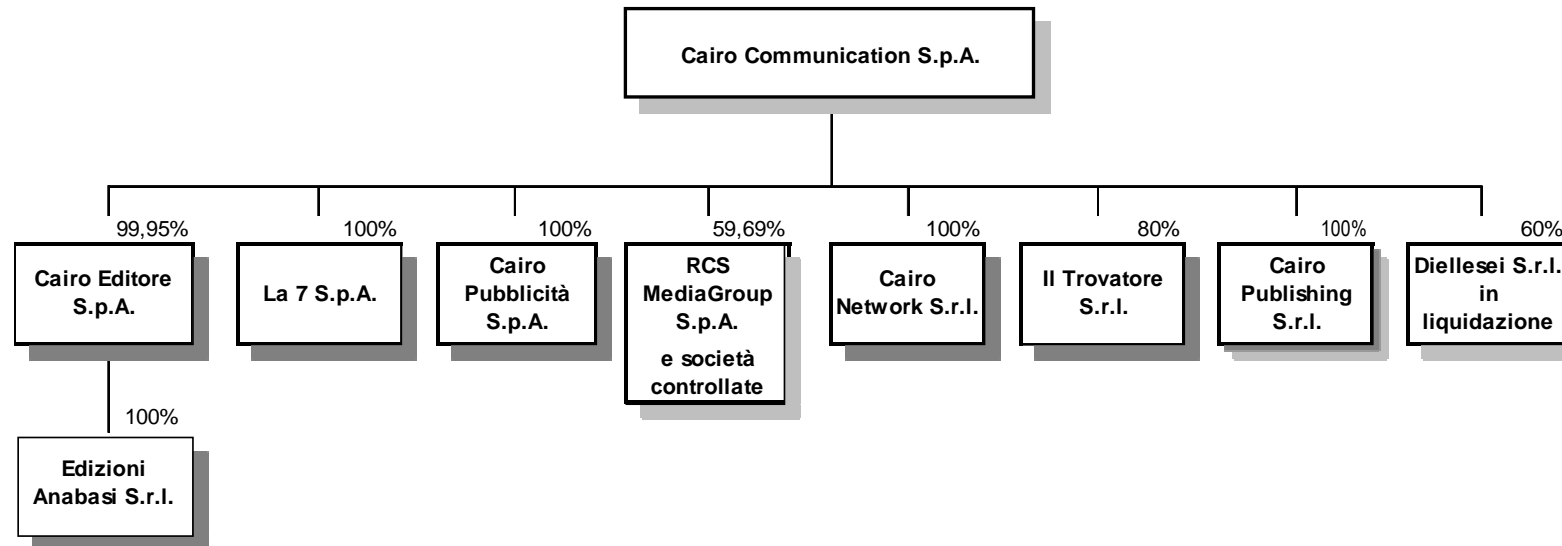 Cairo Communication S.p.A.
99,95%
100%
100%
59,69%
100%
80%
100%
60%
Cairo Editore
S.p.A.
La 7 S.p.A.
Cairo
Pubblicità
S.p.A.
RCS
MediaGroup
S.p.A.
e società
controllate
Cairo
Network S.r.l.
Il Trovatore
S.r.l.
Cairo
Publishing
S.r.l.
Diellesei S.r.l.
in
liquidazione
100%
Edizioni
Anabasi S.r.l.